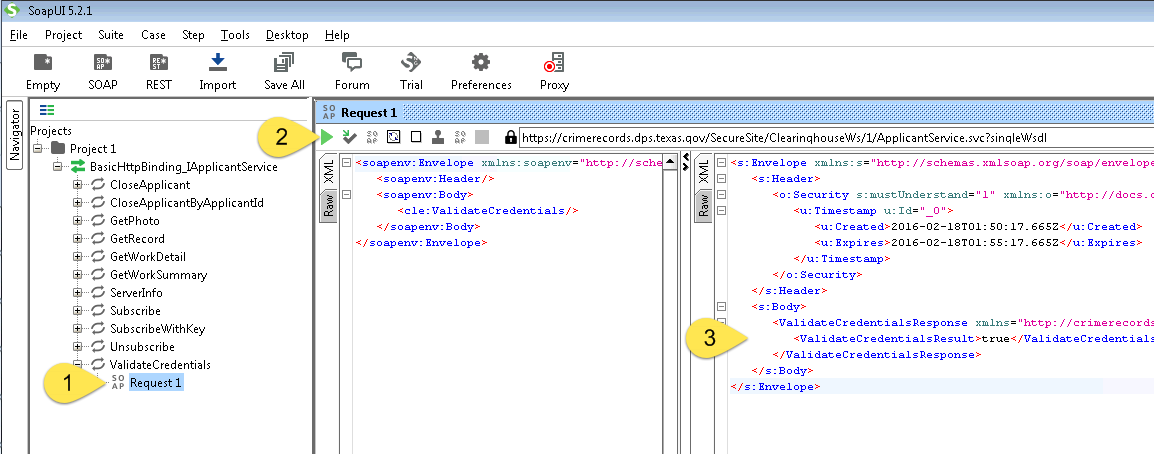 SoapUI 5.2.1
File Project Suite Case Step Tools Desktop Help
Empty SOAP REST Import Save All Forum Trial Preferences Proxy
Navigator
Projects
Project 1
BasicHttpBinding_IApplicantService
CloseApplicant
CloseApplicantByApplicantId
GetPhoto
GetRecord
GetWorkDetail
GetWorkSummary
ServerInfo
Subscribe
SubscribeWithKey
Unsubscribe
ValidateCredentials
1
SO
AP
Request 1
SO
AP
Request 1
2
https://crimerecords.dps.texas.gov/SecureSite/ClearinghouseWs/1/ApplicantService.svc?singleWsdl
XML
Raw
<soapenv:Envelope xmlns:soapenv="http://sche
<soapenv:Header/>
<soapenv:Body>
<cle:ValidateCredentials/>
</soapenv:Body>
</soapenv:Envelope>
XML
Raw
<s:Envelope xmlns:s="http://schemas.xmlsoap.org/soap/envelope
<s:Header>
<o:Security s:mustUnderstand="1" xmlns:o="http://docs.o
<u:Timestamp u:Id="_0">
<u:Created>2016-02-18T01:50:17.665Z</u:Created>
<u:Expires>2016-02-18T01:55:17.665Z</u:Expires>
</u:Timestamp>
</o:Security>
</s:Header>
<s:Body>
<ValidateCredentialsResponse xmlns="http://crimerecords
3
<ValidateCredentialsResult>true</ValidateCredentials
</ValidateCredentialsResponse>
</s:Body>
</s:Envelope>